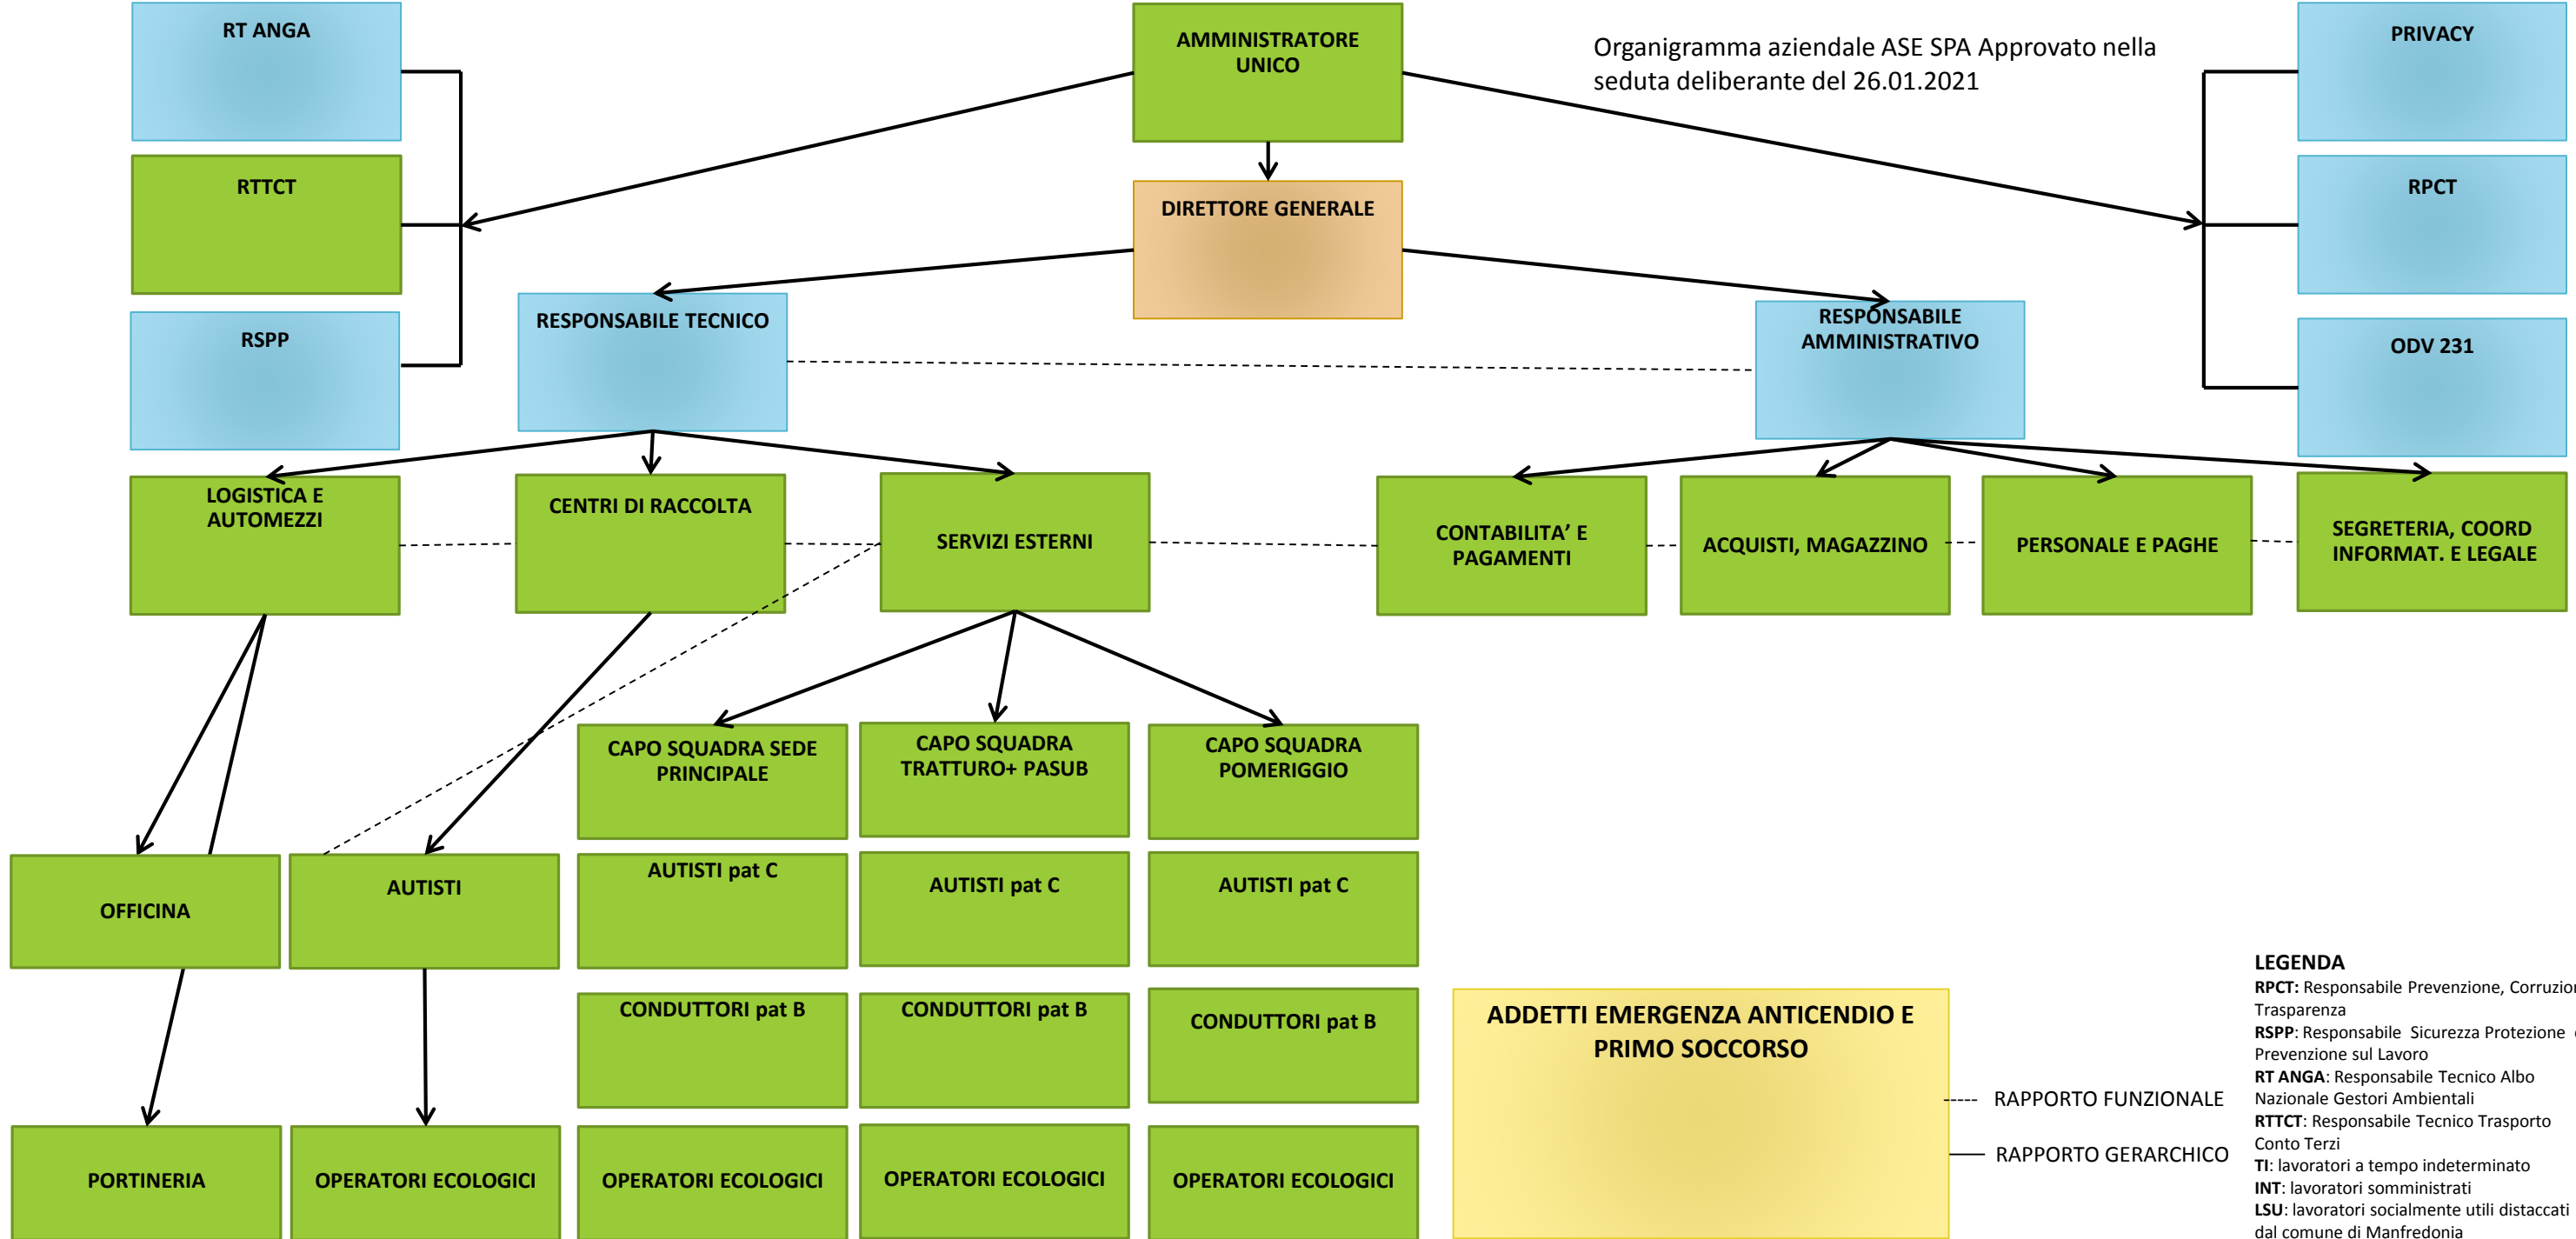 RT ANGA
AMMINISTRATORE
UNICO
Organigramma aziendale ASE SPA Approvato nella
seduta deliberante del 26.01.2021
PRIVACY
RTTCT
DIRETTORE GENERALE
RPCT
RSPP
RESPONSABILE TECNICO
RESPONSABILE
AMMINISTRATIVO
ODV 231
LOGISTICA E
AUTOMEZZI
CENTRI DI RACCOLTA
SERVIZI ESTERNI
CONTABILITA’ E
PAGAMENTI
ACQUISTI, MAGAZZINO
PERSONALE E PAGHE
SEGRETERIA, COORD
INFORMAT. E LEGALE
CAPO SQUADRA SEDE
PRINCIPALE
CAPO SQUADRA
TRATTURO+ PASUB
CAPO SQUADRA
POMERIGGIO
OFFICINA
AUTISTI
AUTISTI pat C
AUTISTI pat C
AUTISTI pat C
CONDUTTORI pat B
CONDUTTORI pat B
CONDUTTORI pat B
PORTINERIA
OPERATORI ECOLOGICI
OPERATORI ECOLOGICI
OPERATORI ECOLOGICI
OPERATORI ECOLOGICI
ADDETTI EMERGENZA ANTICENDIO E
PRIMO SOCCORSO
RAPPORTO FUNZIONALE
RAPPORTO GERARCHICO
LEGENDA
RPCT: Responsabile Prevenzione,
Trasparenza
RSPP: Responsabile Sicurezza Protezione
Prevenzione sul Lavoro
RT ANGA: Responsabile Tecnico Albo
Nazionale Gestori Ambientali
RTTCT: Responsabile Tecnico Trasporto
Conto Terzi
TI: lavoratori a tempo indeterminato
INT: lavoratori somministrati
LSU: lavoratori socialmente utili distaccati
dal comune di Manfredonia